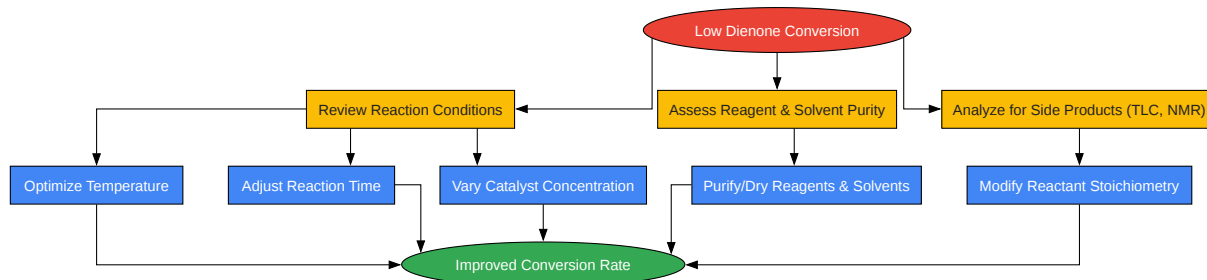 Low Dienone Conversion
Review Reaction Conditions
Assess Reagent & Solvent Purity
Analyze for Side Products (TLC, NMR)
Optimize Temperature
Adjust Reaction Time
Vary Catalyst Concentration
Purify/Dry Reagents & Solvents
Modify Reactant Stoichiometry
Improved Conversion Rate